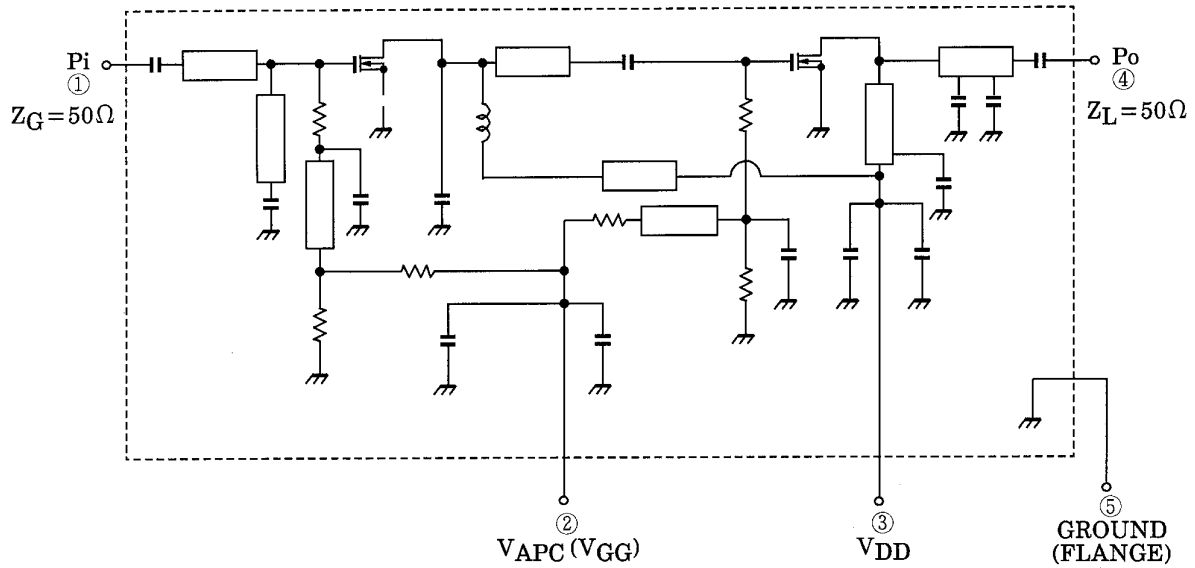 Pi
①
ZG=50Ω
Po
④
ZL=50Ω
②
VAPC (VGG)
③
VDD
⑤
GROUND
(FLANGE)